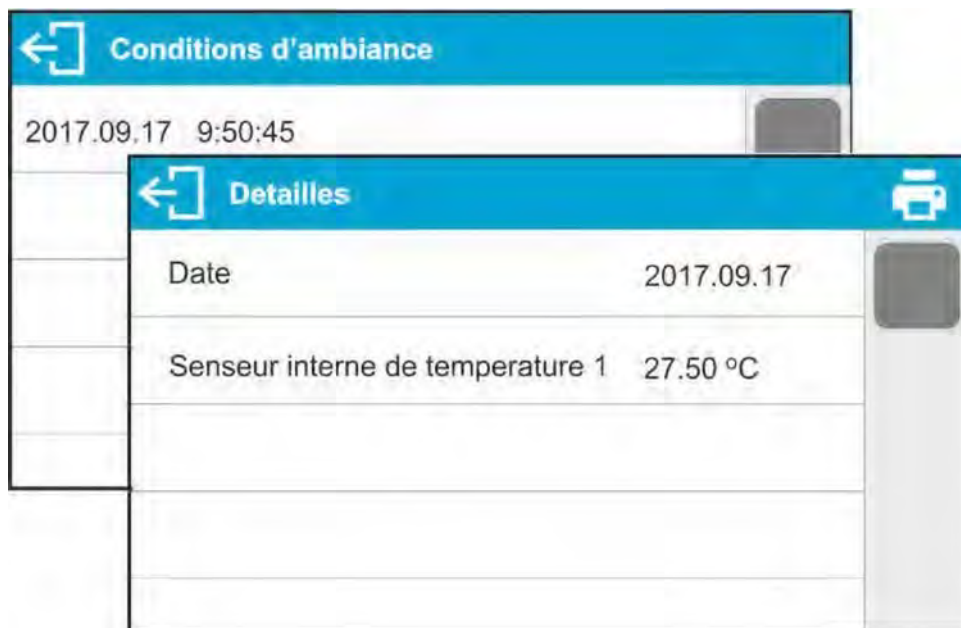 Conditions d'ambiance
2017.09.17 9:50:45
Detailles
Date 2017.09.17
Senseur interne de temperature 1 27.50 ºC